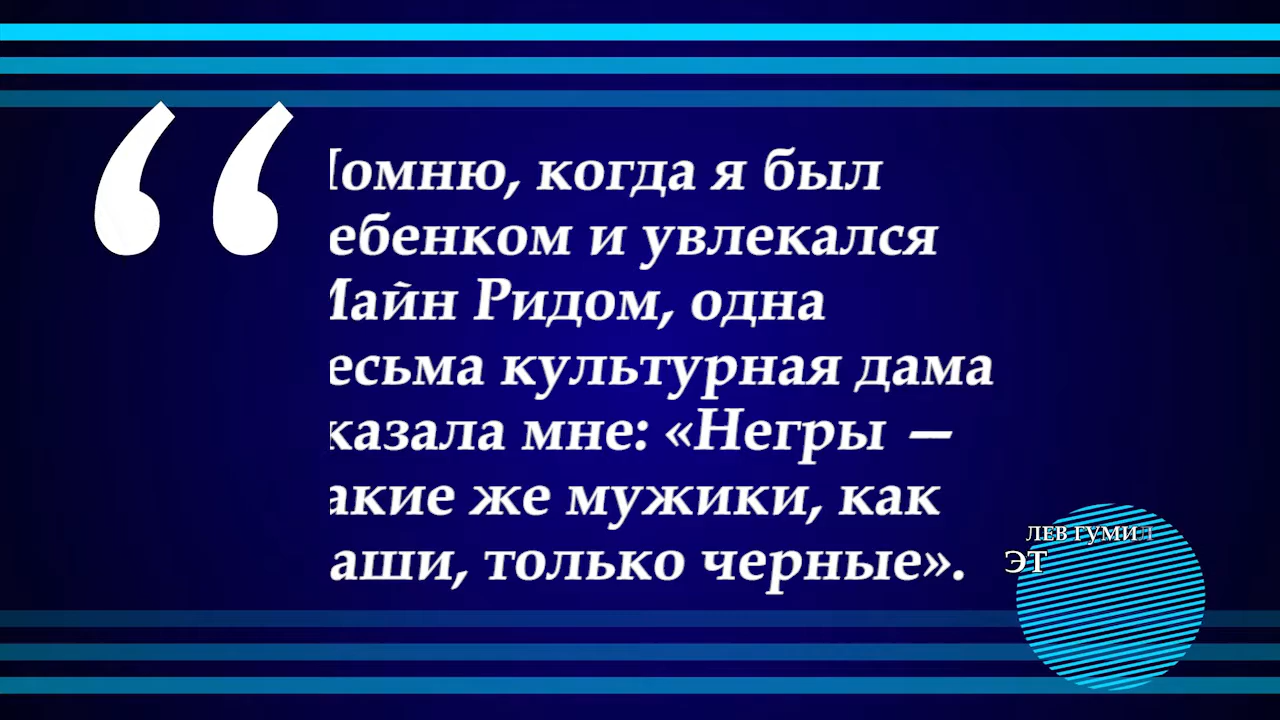 омню, когда я был
ебенком и увлекался
Майн Ридом, одна
есьма культурная дама
казала мне: «Негры —
акие же мужики, как
аши, только черные».
ЛЕВ ГУМИЛ
ЭТ